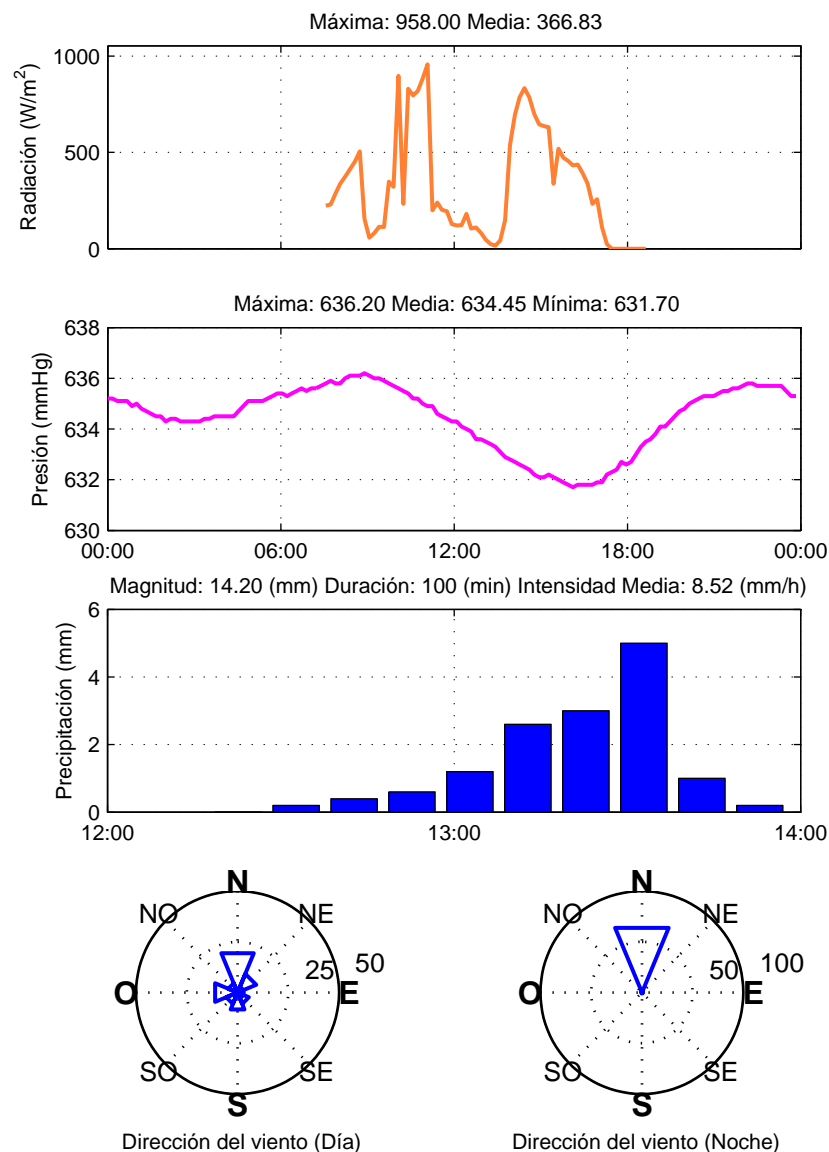 Máxima: 958.00 Media: 366.83
1000
500
0
Radiación (W/m²)
Máxima: 636.20 Media: 634.45 Mínima: 631.70
638
636
634
632
630
Presión (mmHg)
00:00 06:00 12:00 18:00 00:00
Magnitud: 14.20 (mm) Duración: 100 (min) Intensidad Media: 8.52 (mm/h)
6
4
2
0
Precipitación (mm)
12:00 13:00 14:00
N
NO NE
25 50
O E
SO SE
S
Dirección del viento (Día)
N
NO NE
50 100
O E
SO SE
S
Dirección del viento (Noche)